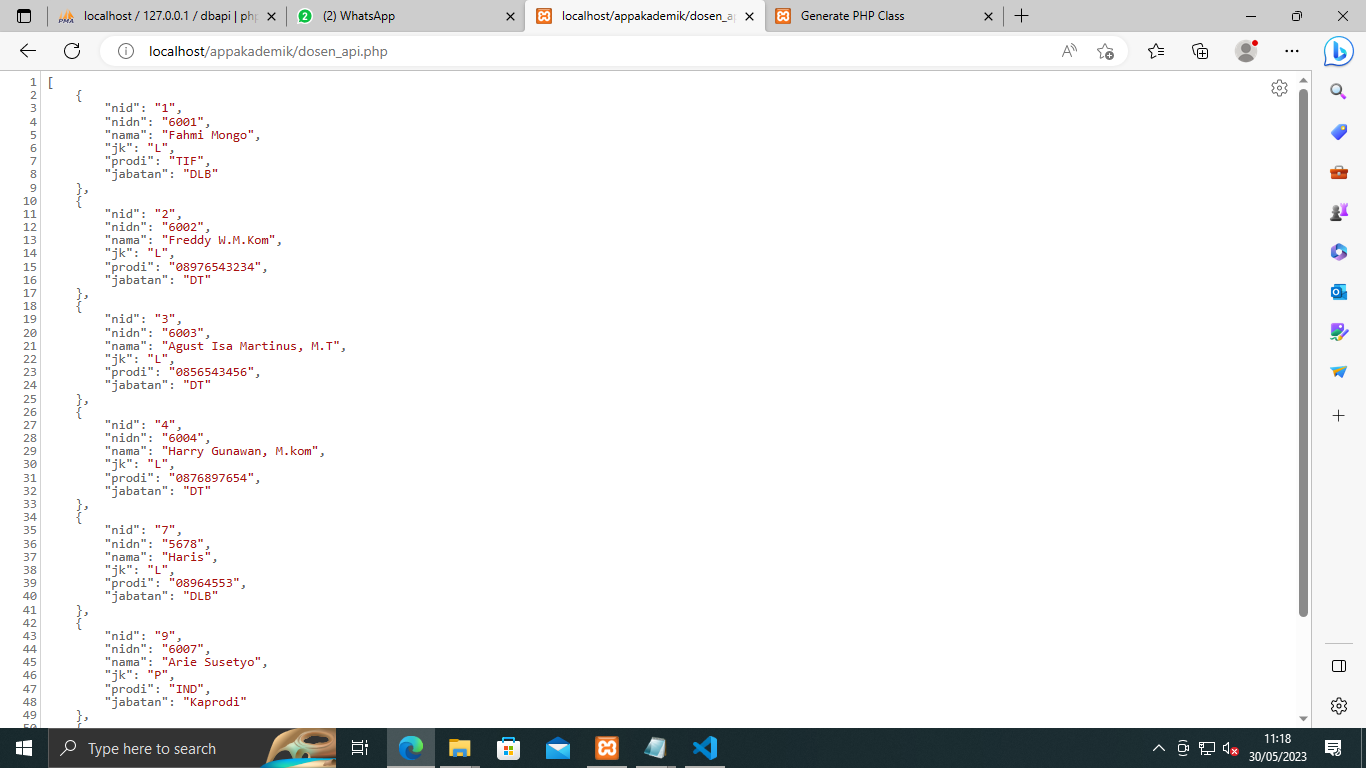 localhost / 127.0.0.1 / dbapi | php
(2) WhatsApp
localhost/appakademik/dosen_ap
Generate PHP Class
localhost/appakademik/dosen_api.php
1 [
2 {
3 "nid": "1",
4 "nidn": "6001",
5 "nama": "Fahmi Mongo",
6 "jk": "L",
7 "prodi": "TIF",
8 "jabatan": "DLB"
9 },
10 {
11 "nid": "2",
12 "nidn": "6002",
13 "nama": "Freddy W.M.Kom",
14 "jk": "L",
15 "prodi": "08976543234",
16 "jabatan": "DT"
17 },
18 {
19 "nid": "3",
20 "nidn": "6003",
21 "nama": "Agust Isa Martinus, M.T",
22 "jk": "L",
23 "prodi": "0856543456",
24 "jabatan": "DT"
25 },
26 {
27 "nid": "4",
28 "nidn": "6004",
29 "nama": "Harry Gunawan, M.kom",
30 "jk": "L",
31 "prodi": "0876897654",
32 "jabatan": "DT"
33 },
34 {
35 "nid": "7",
36 "nidn": "5678",
37 "nama": "Haris",
38 "jk": "L",
39 "prodi": "08964553",
40 "jabatan": "DLB"
41 },
42 {
43 "nid": "9",
44 "nidn": "6007",
45 "nama": "Arie Susetyo",
46 "jk": "P",
47 "prodi": "IND",
48 "jabatan": "Kaprodi"
49 },
50 {
Type here to search
11:18
30/05/2023